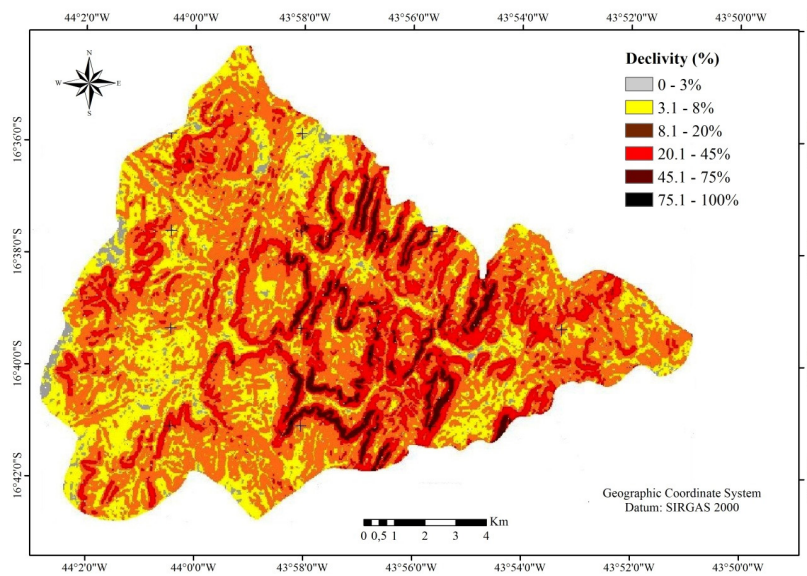 44°2'0"W 44°0'0"W 43°58'0"W 43°56'0"W 43°54'0"W 43°52'0"W 43°50'0"W
N
W E
S
Declivity (%)
0 - 3%
3.1 - 8%
8.1 - 20%
20.1 - 45%
45.1 - 75%
75.1 - 100%
16°36'0"S
16°38'0"S
16°40'0"S
16°42'0"S
Geographic Coordinate System
Datum: SIRGAS 2000
Km
0 0,5 1 2 3 4
44°2'0"W 44°0'0"W 43°58'0"W 43°56'0"W 43°54'0"W 43°52'0"W 43°50'0"W